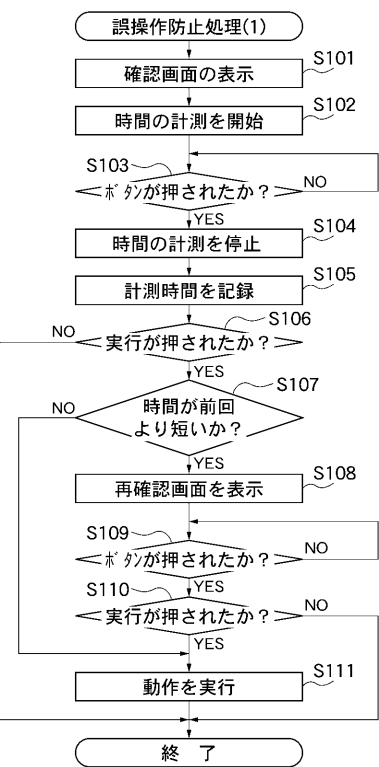 誤操作防止処理(1)
S101
確認画面の表示
S102
時間の計測を開始
S103
ボタンが押されたか?
NO
YES
S104
時間の計測を停止
S105
計測時間を記録
S106
NO
実行が押されたか?
YES
S107
NO
時間が前回
より短いか?
YES
S108
再確認画面を表示
S109
ボタンが押されたか?
NO
YES
S110
実行が押されたか?
NO
YES
S111
動作を実行
終 了